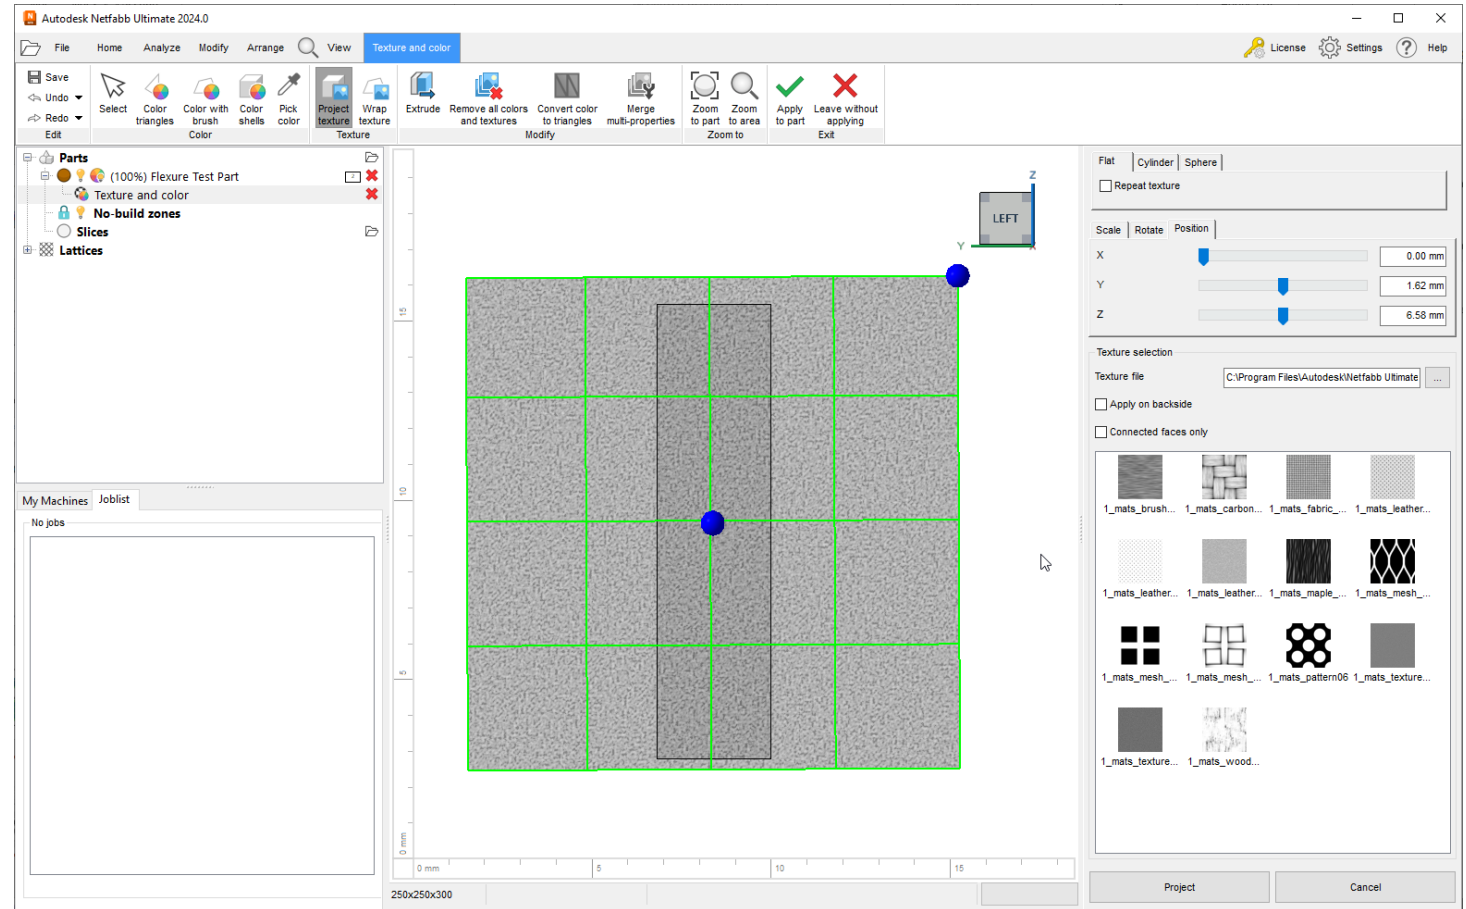 Autodesk Netfabb Ultimate 2024.0
File Home Analyze Modify Arrange View Texture and color License Settings Help
Save
Undo
Redo
Edit
Select
Color triangles
Color with brush
Color shells
Pick color
Color
Project texture
Wrap texture
Texture
Extrude
Remove all colors and textures
Convert color to triangles
Merge multi-properties
Modify
Zoom to part
Zoom to area
Zoom to
Apply to part
Leave without applying
Exit
Parts
(100%) Flexure Test Part
Texture and color
No-build zones
Slices
Lattices
My Machines Joblist
No jobs
Z
LEFT
Y
15
10
5
0 mm
0 mm 5 10 15
250x250x300
Flat Cylinder Sphere
Repeat texture
Scale Rotate Position
X 0.00 mm
Y 1.62 mm
Z 6.58 mm
Texture selection
Texture file C:\Program Files\Autodesk\Netfabb Ultimate ...
Apply on backside
Connected faces only
1_mats_brush... 1_mats_carbon... 1_mats_fabric_... 1_mats_leather...
1_mats_leather... 1_mats_leather... 1_mats_maple_... 1_mats_mesh_...
1_mats_mesh_... 1_mats_mesh_... 1_mats_pattern06 1_mats_texture...
1_mats_texture... 1_mats_wood...
Project Cancel